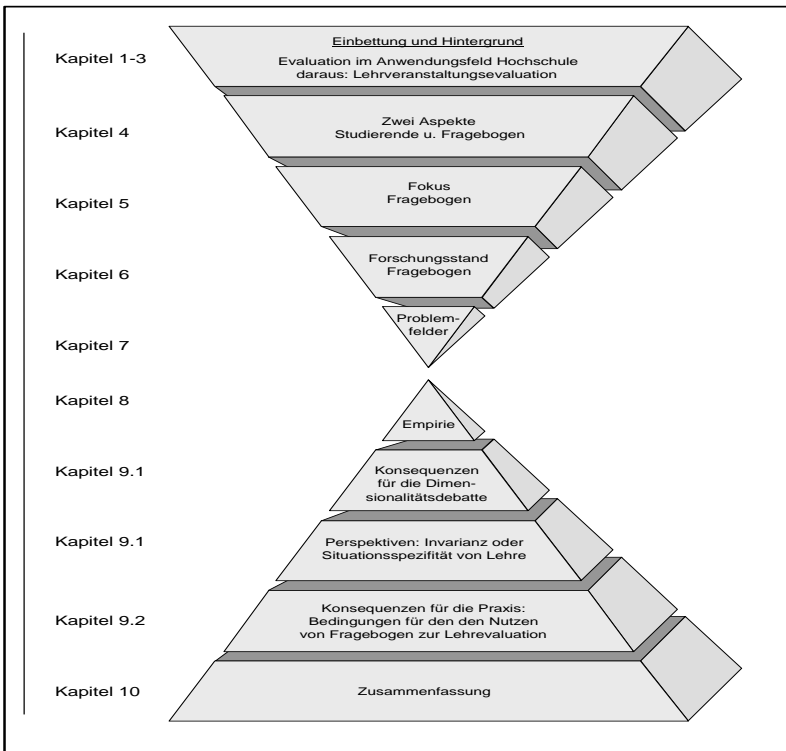 Kapitel 1-3
Einbettung und Hintergrund
Evaluation im Anwendungsfeld Hochschule
daraus: Lehrveranstaltungsevaluation
Kapitel 4
Zwei Aspekte
Studierende u. Fragebogen
Kapitel 5
Fokus
Fragebogen
Kapitel 6
Forschungsstand
Fragebogen
Kapitel 7
Problem-
felder
Kapitel 8
Empirie
Kapitel 9.1
Konsequenzen
für die Dimen-
sionalitätsdebatte
Kapitel 9.1
Perspektiven: Invarianz oder
Situationsspezifität von Lehre
Kapitel 9.2
Konsequenzen für die Praxis:
Bedingungen für den den Nutzen
von Fragebogen zur Lehrevaluation
Kapitel 10
Zusammenfassung